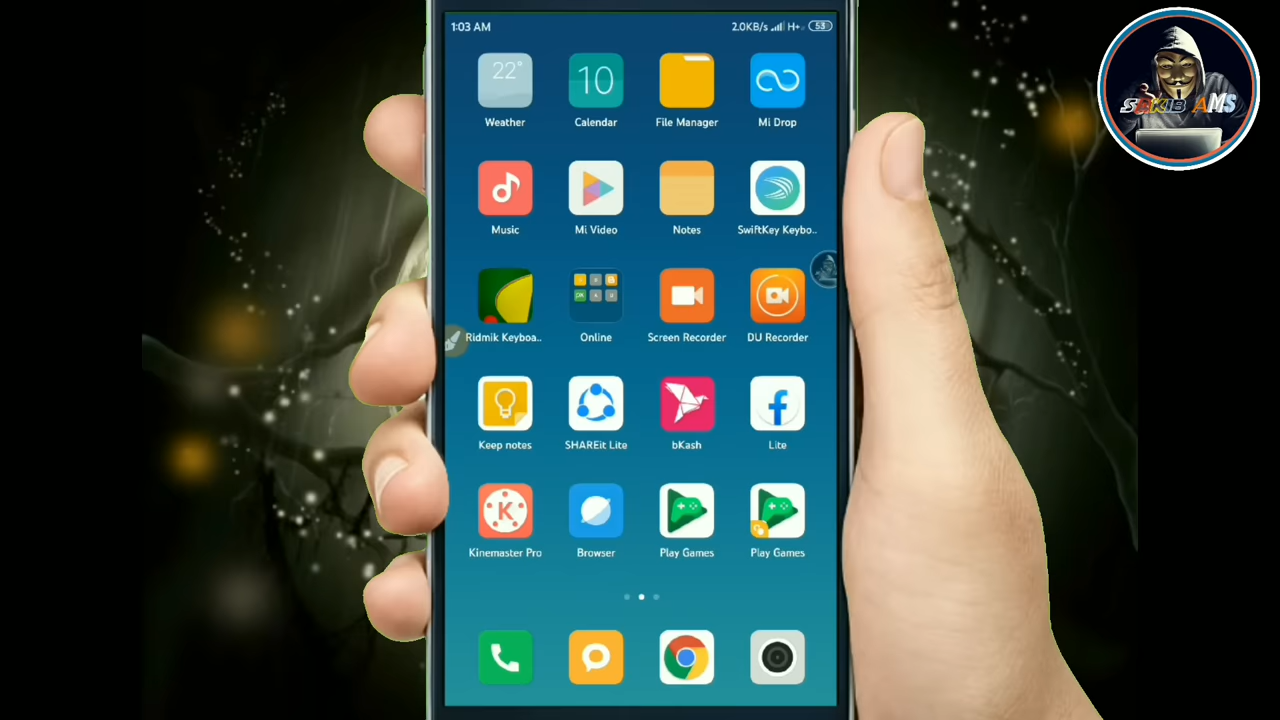 1:03 AM 2.0KB/s H+ 53
SAKIB AMS
22°
10
Weather Calendar File Manager Mi Drop
Music Mi Video Notes SwiftKey Keybo..
Ridmik Keyboa.. Online Screen Recorder DU Recorder
Keep notes SHAREit Lite bKash Lite
K
Kinemaster Pro Browser Play Games Play Games